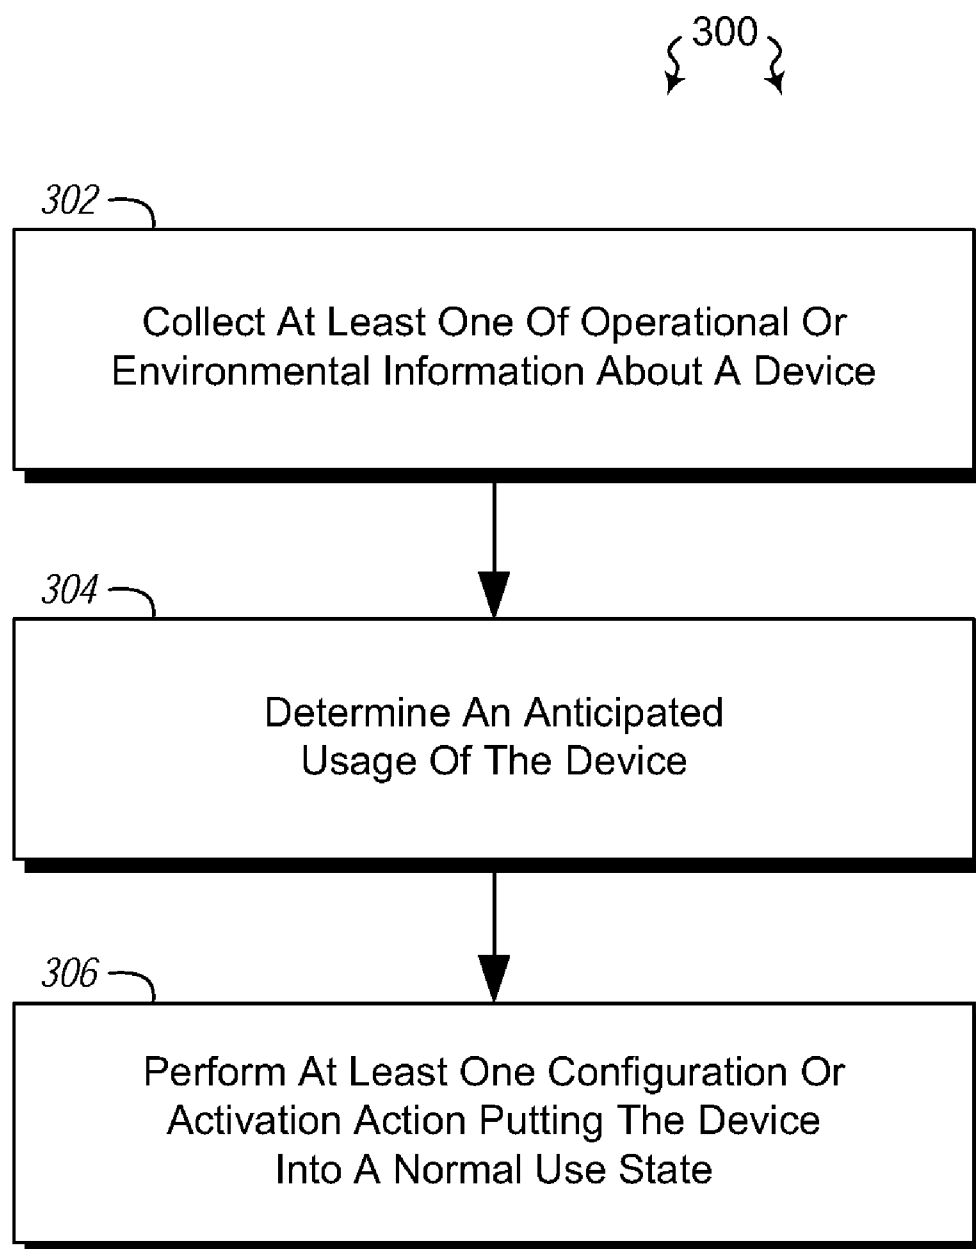 300
302
Collect At Least One Of Operational Or
Environmental Information About A Device
304
Determine An Anticipated
Usage Of The Device
306
Perform At Least One Configuration Or
Activation Action Putting The Device
Into A Normal Use State